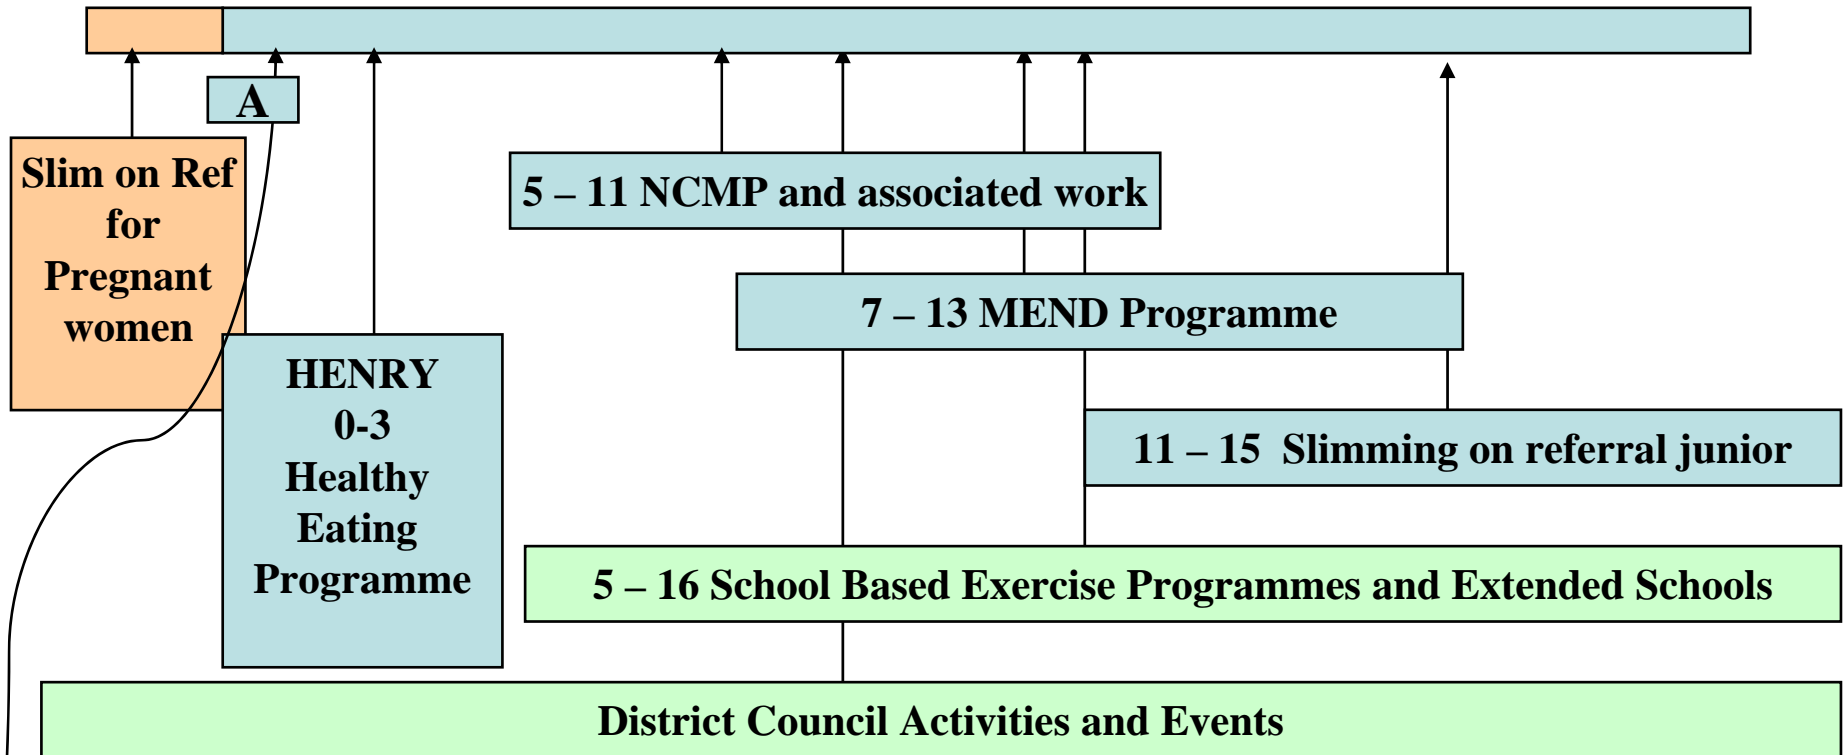 A
Slim on Ref
for
Pregnant
women
5 – 11 NCMP and associated work
7 – 13 MEND Programme
HENRY
0-3
Healthy
Eating
Programme
11 – 15 Slimming on referral junior
5 – 16 School Based Exercise Programmes and Extended Schools
District Council Activities and Events